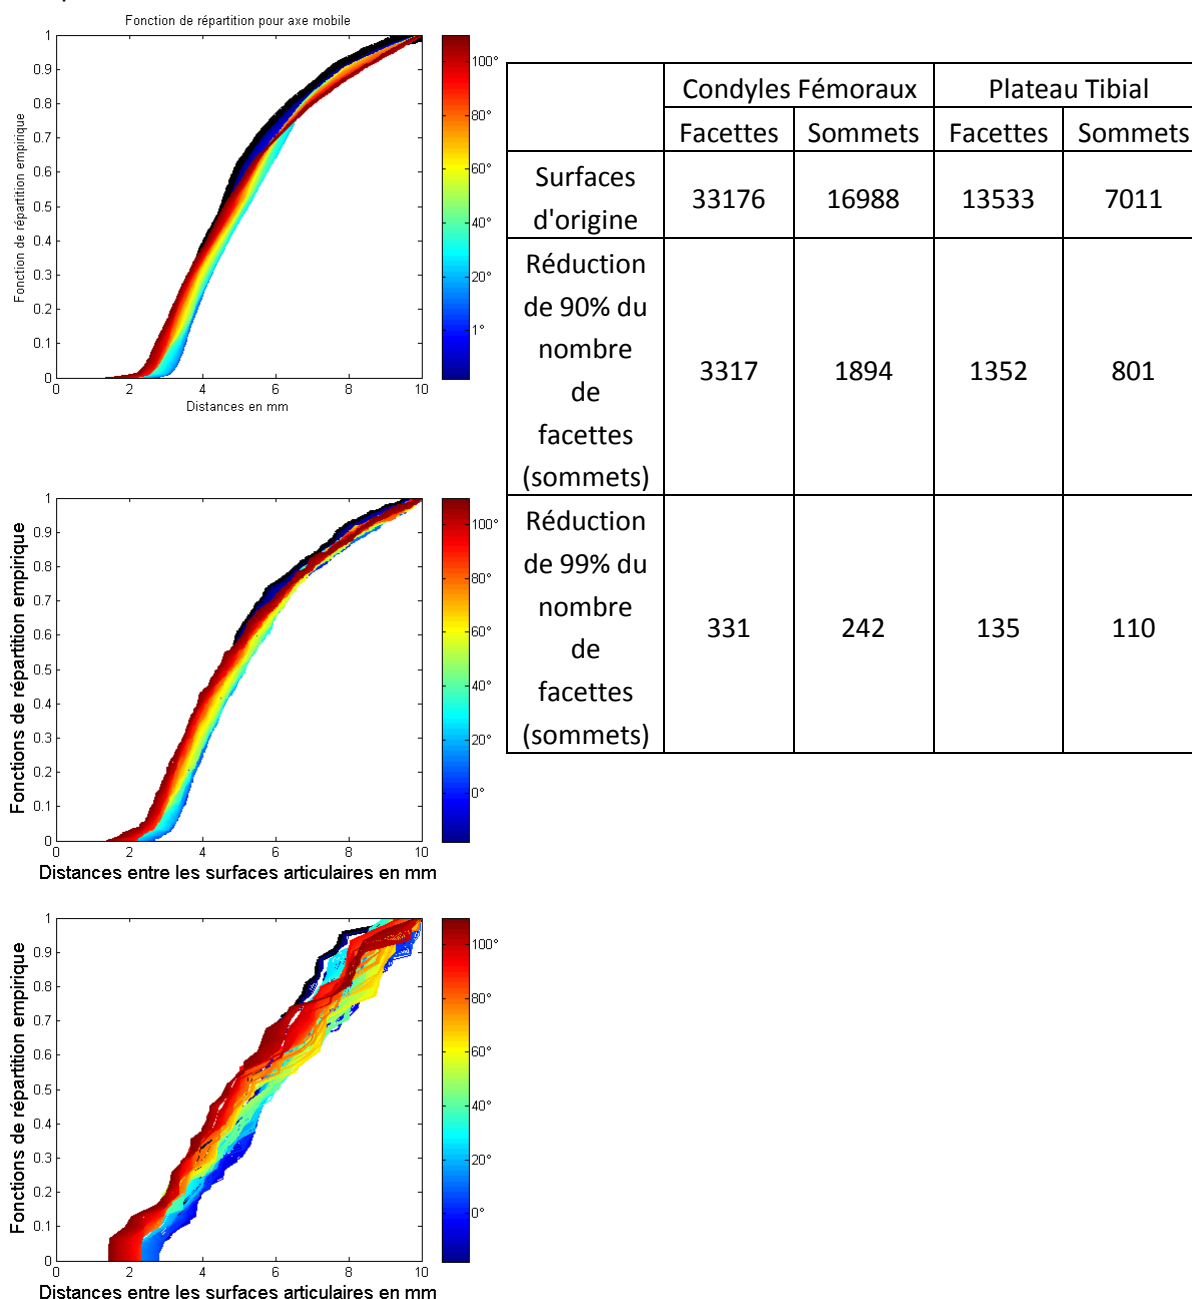 Fonction de répartition pour axe mobile
Fonction de répartition empirique
1
0.9
0.8
0.7
0.6
0.5
0.4
0.3
0.2
0.1
0
0 2 4 6 8 10
Distances en mm
100°
80°
60°
40°
20°
1°
Condyles Fémoraux Plateau Tibial
Facettes Sommets Facettes Sommets
Surfaces
d'origine
33176 16988 13533 7011
Réduction
de 90% du
nombre
de
facettes
(sommets)
3317 1894 1352 801
Réduction
de 99% du
nombre
de
facettes
(sommets)
331 242 135 110
Fonctions de répartition empirique
1
0.9
0.8
0.7
0.6
0.5
0.4
0.3
0.2
0.1
0
0 2 4 6 8 10
Distances entre les surfaces articulaires en mm
100°
80°
60°
40°
20°
0°
Fonctions de répartition empirique
1
0.9
0.8
0.7
0.6
0.5
0.4
0.3
0.2
0.1
0
0 2 4 6 8 10
Distances entre les surfaces articulaires en mm
100°
80°
60°
40°
20°
0°